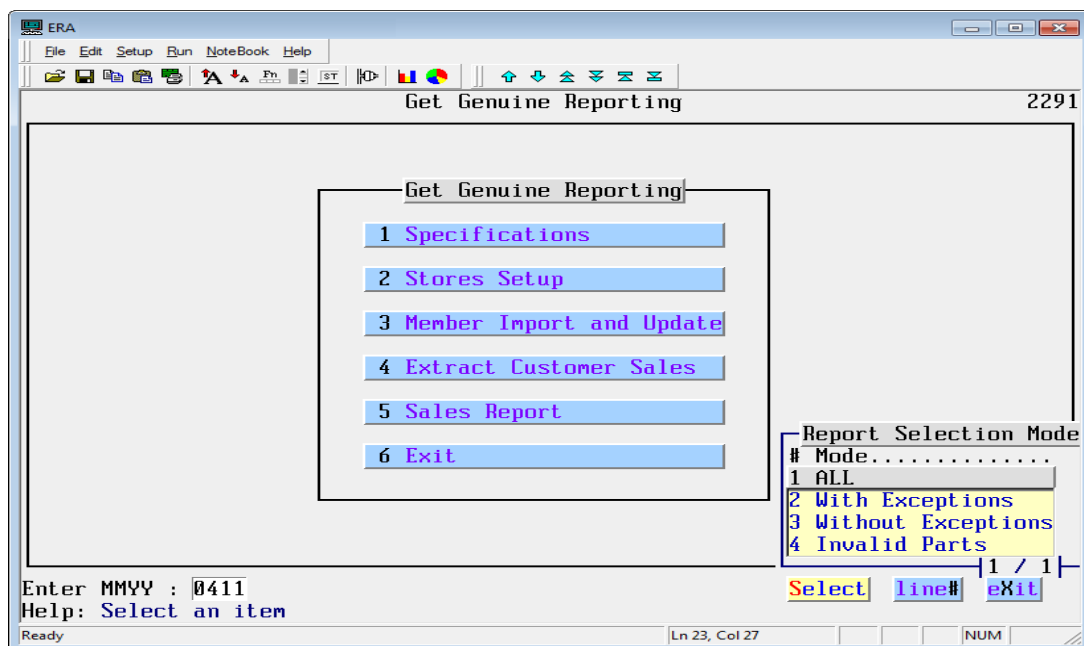 ERA
File Edit Setup Run NoteBook Help
Fn ST
Get Genuine Reporting 2291
Get Genuine Reporting
1 Specifications
2 Stores Setup
3 Member Import and Update
4 Extract Customer Sales
5 Sales Report
6 Exit
Report Selection Mode
# Mode..............
1 ALL
2 With Exceptions
3 Without Exceptions
4 Invalid Parts
1 / 1
Enter MMYY : 0411
Select line# eXit
Help: Select an item
Ready Ln 23, Col 27 NUM